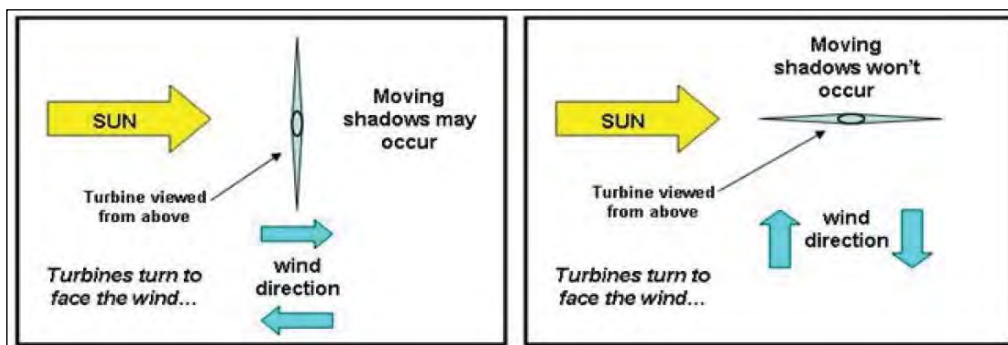 SUN
Moving
shadows may
occur
Turbine viewed
from above
wind
direction
Turbines turn to
face the wind...
Moving
shadows won't
occur
SUN
Turbine viewed
from above
wind
direction
Turbines turn to
face the wind...